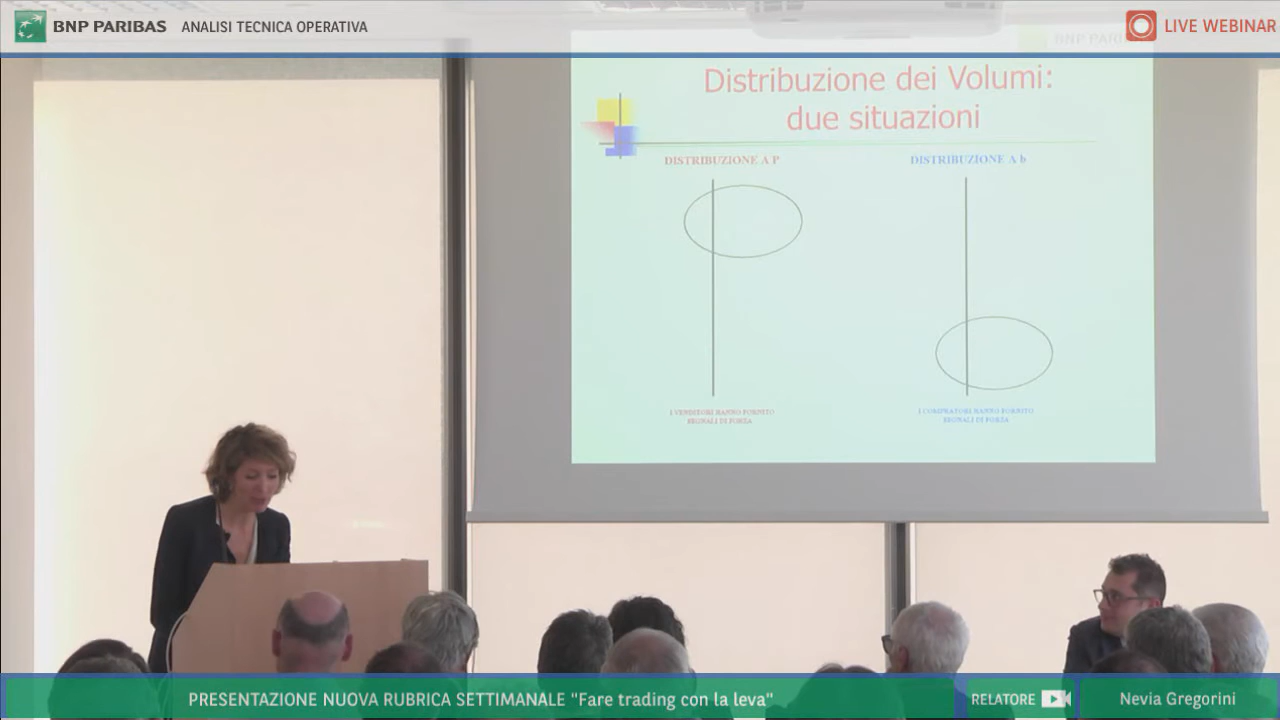 BNP PARIBAS ANALISI TECNICA OPERATIVA
LIVE WEBINAR
BNP PARIBAS
Distribuzione dei Volumi:
due situazioni
DISTRIBUZIONE A P
DISTRIBUZIONE A b
I VENDITORI HANNO FORNITO
SEGNALI DI FORZA
I COMPRATORI HANNO FORNITO
SEGNALI DI FORZA
PRESENTAZIONE NUOVA RUBRICA SETTIMANALE "Fare trading con la leva"
RELATORE
Nevia Gregorini